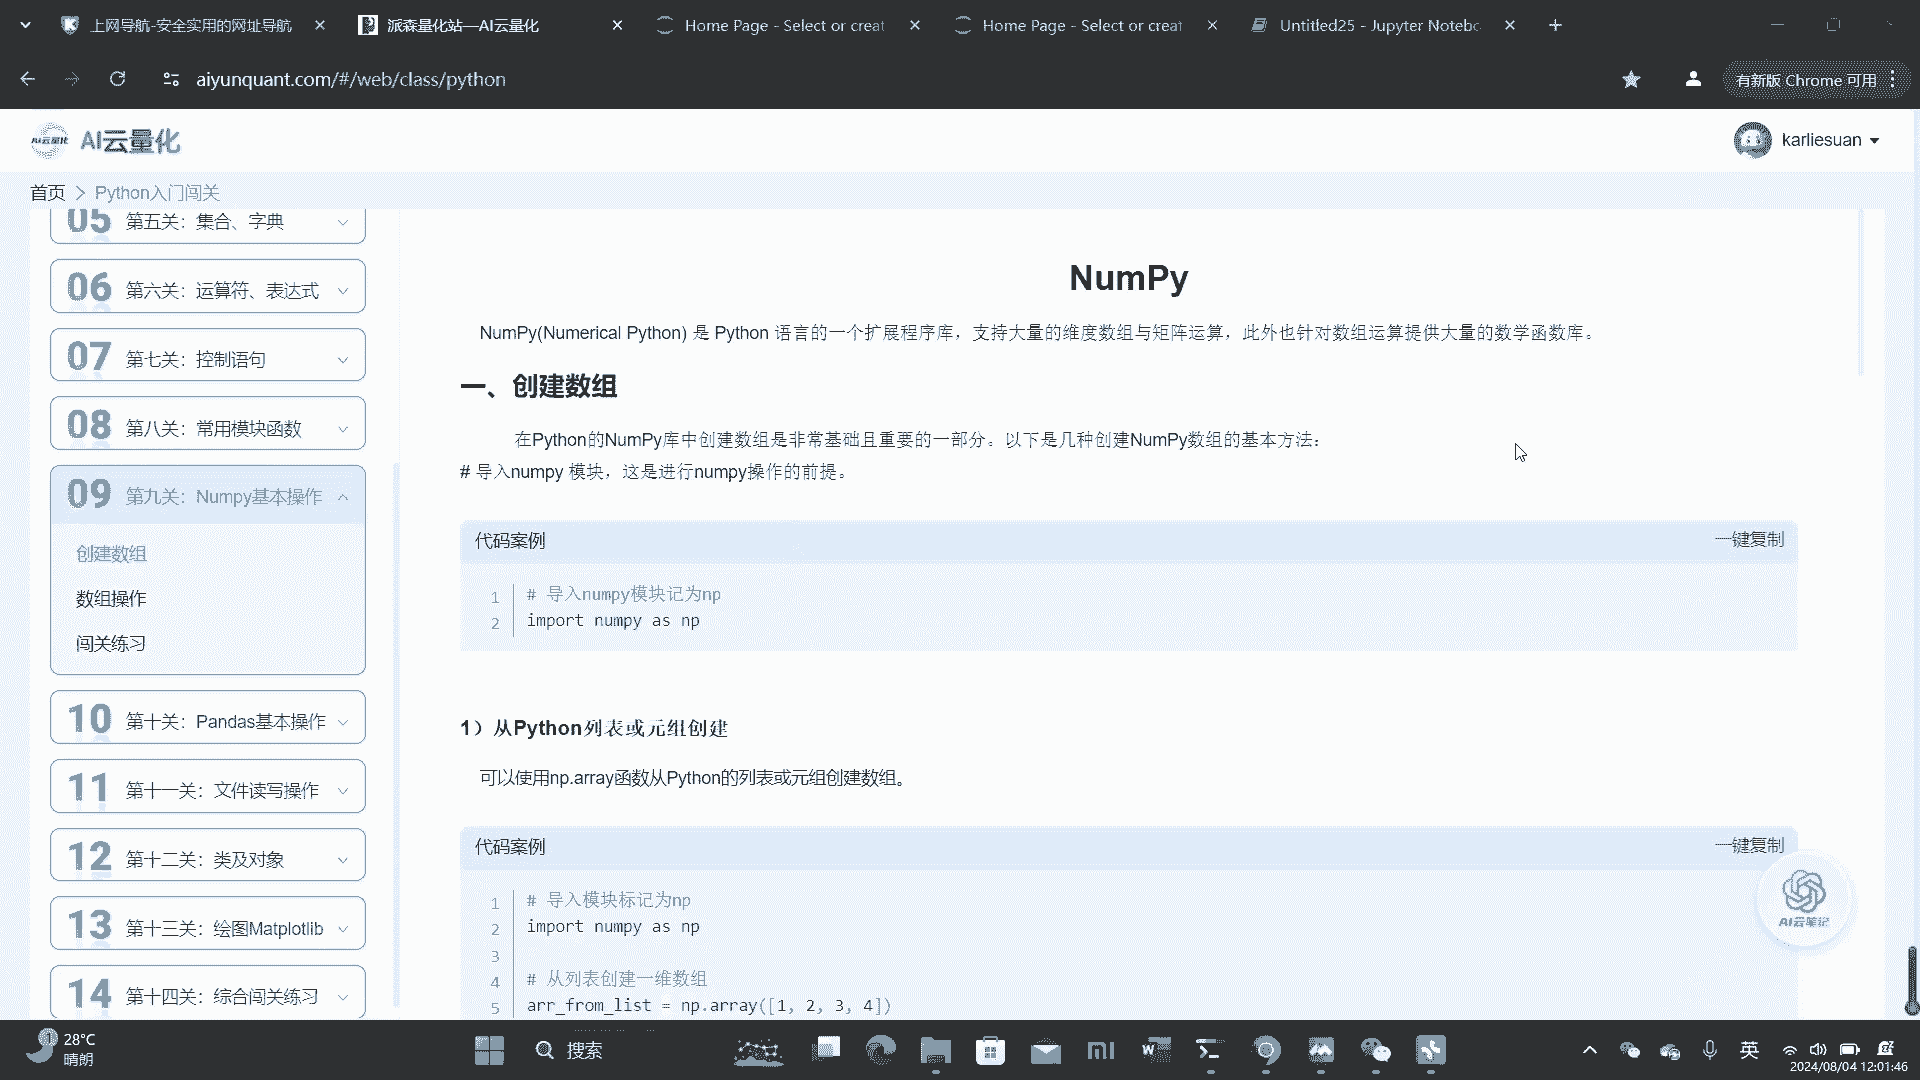 上网导航-安全实用的网址导航
派森量化站—AI云量化
Home Page - Select or creat
Home Page - Select or creat
Untitled25 - Jupyter Notebo
aiyunquant.com/#/web/class/python
有新版 Chrome 可用
AI云量化
AI云量化
karliesuan
首页 > Python入门闯关
05 第五关：集合、字典
06 第六关：运算符、表达式
07 第七关：控制语句
08 第八关：常用模块函数
09 第九关：Numpy基本操作
创建数组
数组操作
闯关练习
10 第十关：Pandas基本操作
11 第十一关：文件读写操作
12 第十二关：类及对象
13 第十三关：绘图Matplotlib
14 第十四关：综合闯关练习
NumPy
NumPy(Numerical Python) 是 Python 语言的一个扩展程序库，支持大量的维度数组与矩阵运算，此外也针对数组运算提供大量的数学函数库。
一、创建数组
在Python的NumPy库中创建数组是非常基础且重要的一部分。以下是几种创建NumPy数组的基本方法：
# 导入numpy 模块，这是进行numpy操作的前提。
代码案例
一键复制
1 # 导入numpy模块记为np
2 import numpy as np
1）从Python列表或元组创建
可以使用np.array函数从Python的列表或元组创建数组。
代码案例
一键复制
1 # 导入模块标记为np
2 import numpy as np
3
4 # 从列表创建一维数组
5 arr_from_list = np.array([1, 2, 3, 4])
AI云笔记
28°C
晴朗
搜索
英
2024/08/04 12:01:46